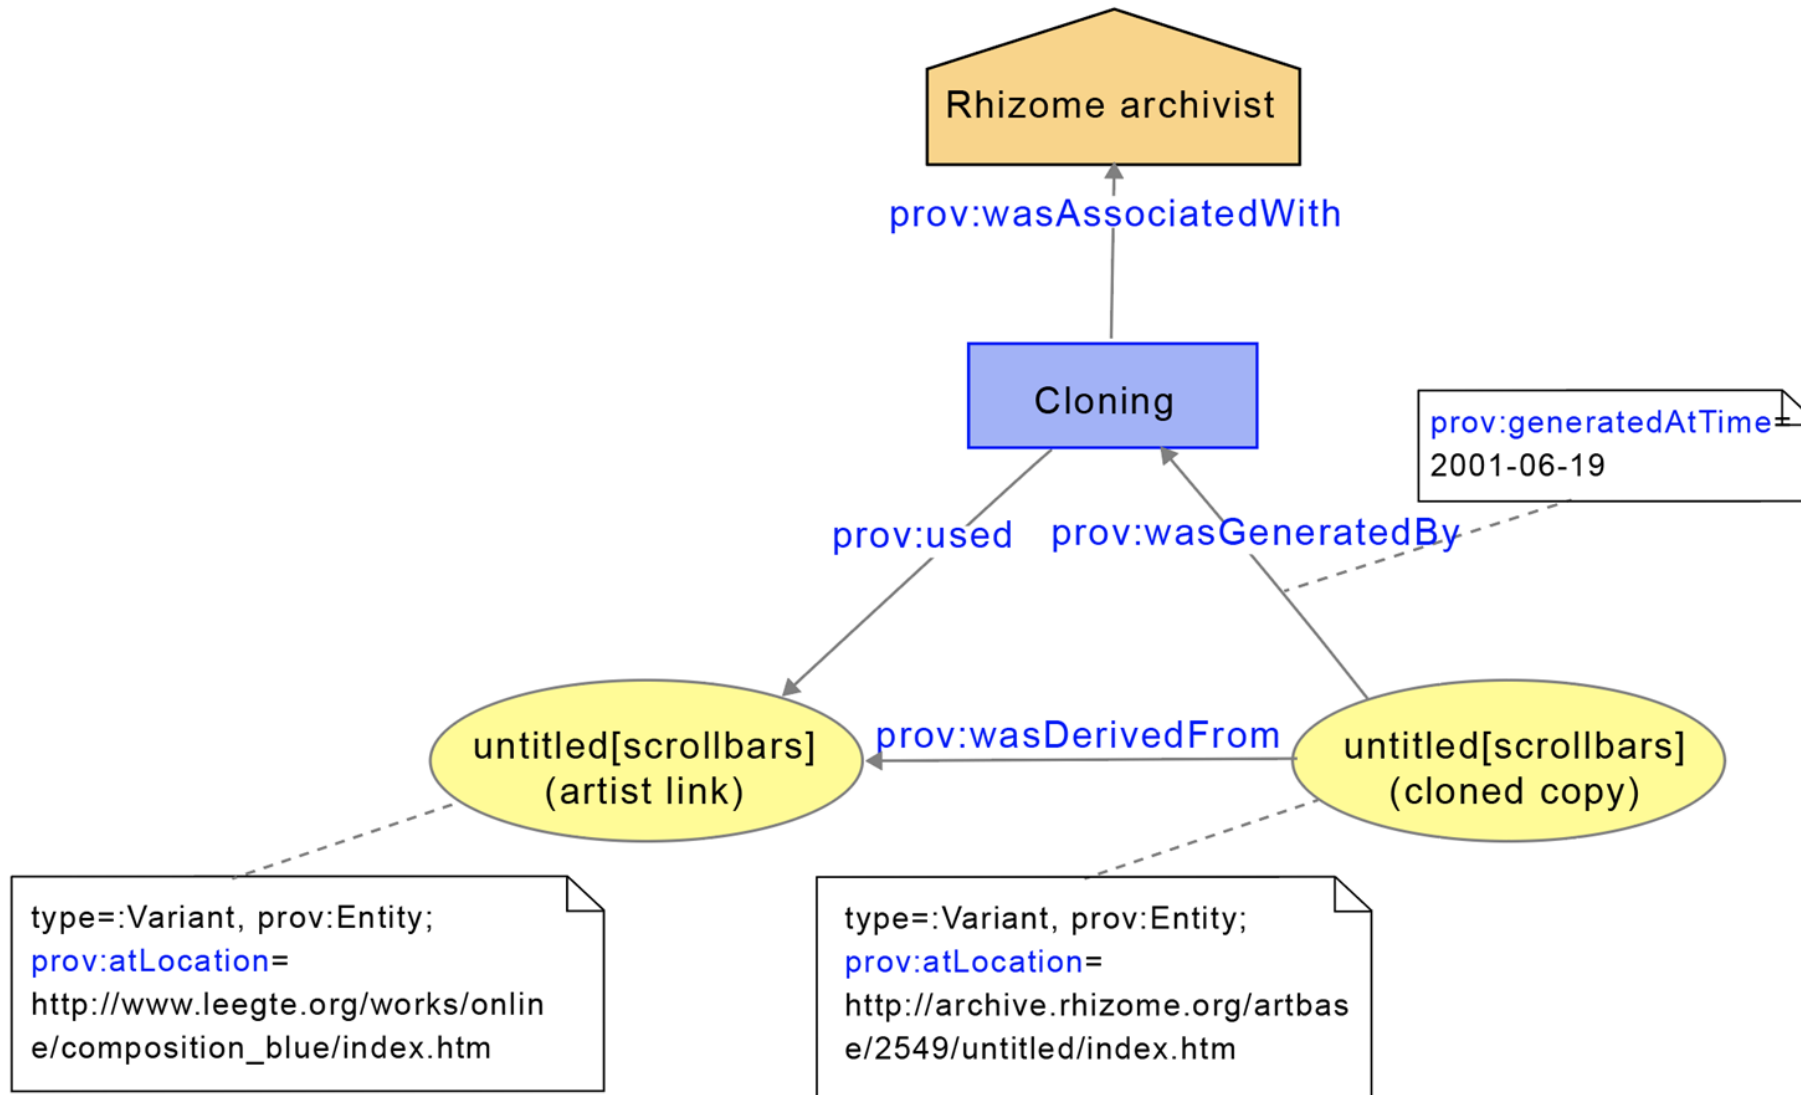 Rhizome archivist
prov:wasAssociatedWith
Cloning
prov:generatedAtTime=
2001-06-19
prov:used
prov:wasGeneratedBy
prov:wasDerivedFrom
untitled[scrollbars]
(artist link)
untitled[scrollbars]
(cloned copy)
type=:Variant, prov:Entity;
prov:atLocation=
http://www.leegte.org/works/onlin
e/composition_blue/index.htm
type=:Variant, prov:Entity;
prov:atLocation=
http://archive.rhizome.org/artbas
e/2549/untitled/index.htm